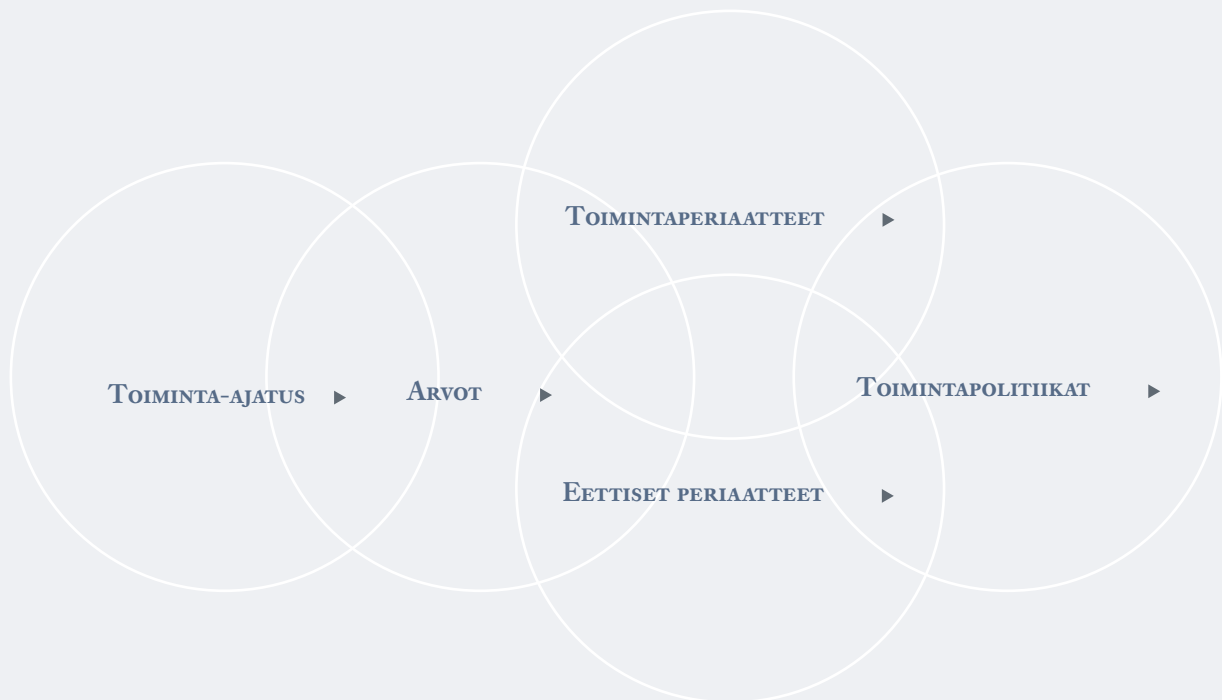 Toiminta-ajatus
Arvot
Toimintaperiaatteet
Eettiset periaatteet
Toimintapolitiikat